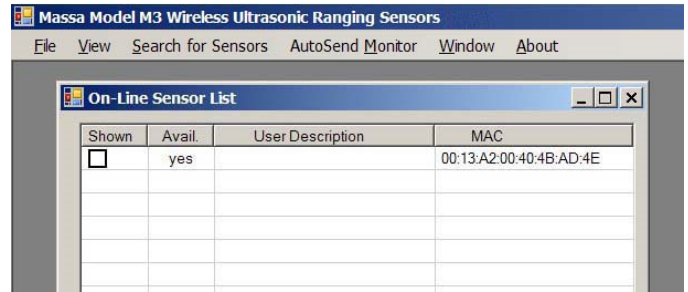 Massa Model M3 Wireless Ultrasonic Ranging Sensors
File View Search for Sensors AutoSend Monitor Window About
On-Line Sensor List
Shown Avail. User Description MAC
yes 00:13:A2:00:40:4B:AD:4E